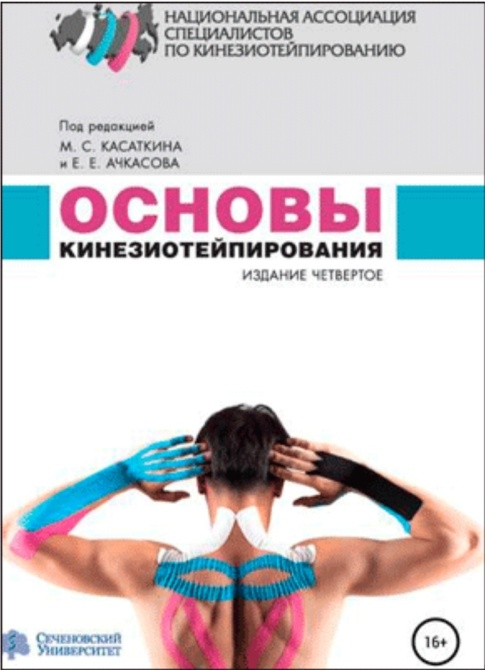 НАЦИОНАЛЬНАЯ АССОЦИАЦИЯ
СПЕЦИАЛИСТОВ
ПО КИНЕЗИОТЕЙПИРОВАНИЮ
Под редакцией
М. С. КАСАТКИНА
и Е. Е. АЧКАСОВА
ОСНОВЫ
КИНЕЗИОТЕЙПИРОВАНИЯ
ИЗДАНИЕ ЧЕТВЕРТОЕ
СЕЧЕНОВСКИЙ
УНИВЕРСИТЕТ
16+